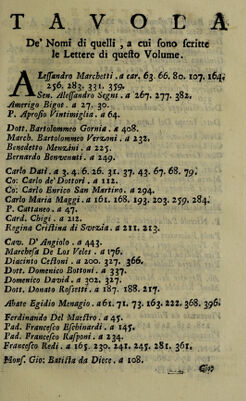 TAVOLA
De' Nomi di quelli, a cui sono scritte
le Lettere di questo Volume.
Alessandro Marchetti. a car. 63. 66. 80. 107. 164.
256. 283. 331. 359.
Sen. Alessandro Segni. a 267. 277. 382.
Amerigo Bigot. a 27. 30.
P. Aprosio Vintimiglia. a 64.
Dott. Bartolommeo Gornia. a 408.
March. Bartolommeo Verzoni. a 232.
Benedetto Menzini. a 225.
Bernardo Benvenuti. a 249.
Carlo Dati. a 3. 4. 6. 26. 31. 37. 43. 67. 68. 79.
Co: Carlo de' Dottori. a 112.
Co: Carlo Enrico San Martino. a 294.
Carlo Maria Maggi. a 161. 168. 193. 203. 259. 284.
P. Cattaneo. a 47.
Card. Chigi. a 212.
Regina Cristina di Svezia. a 211. 213.
Cav. D' Angiolo. a 443.
Marchesa De Los Veles. a 176.
Diacinto Cestoni. a 200. 327. 366.
Dott. Domenico Bottoni. a 337.
Domenico David. a 302. 327.
Dott. Donato Rossetti. a 187. 188. 217.
Abate Egidio Menagio. a 61. 71. 73. 163. 222. 368. 396.
Ferdinando Del Maestro. a 45.
Pad. Francesco Eschinardi. a 145.
Pad. Francesco Rasponi. a 234.
Francesco Redi. a 165. 230. 241. 245. 281. 361.
Mons. Gio: Batista da Diece. a 108.
Gio: